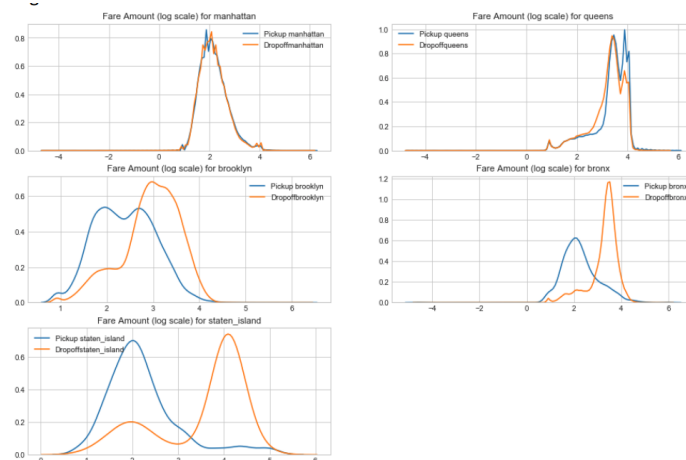 Fare Amount (log scale) for manhattan
Pickup manhattan
Dropoffmanhattan
0.8
0.6
0.4
0.2
0.0
−4 −2 0 2 4 6
Fare Amount (log scale) for queens
Pickup queens
Dropoffqueens
1.0
0.8
0.6
0.4
0.2
0.0
−4 −2 0 2 4 6
Fare Amount (log scale) for brooklyn
Pickup brooklyn
Dropoffbrooklyn
0.6
0.4
0.2
0.0
1 2 3 4 5 6
Fare Amount (log scale) for bronx
Pickup bronx
Dropoffbronx
1.2
1.0
0.8
0.6
0.4
0.2
0.0
−4 −2 0 2 4 6
Fare Amount (log scale) for staten_island
Pickup staten_island
Dropoffstaten_island
0.6
0.4
0.2
0.0